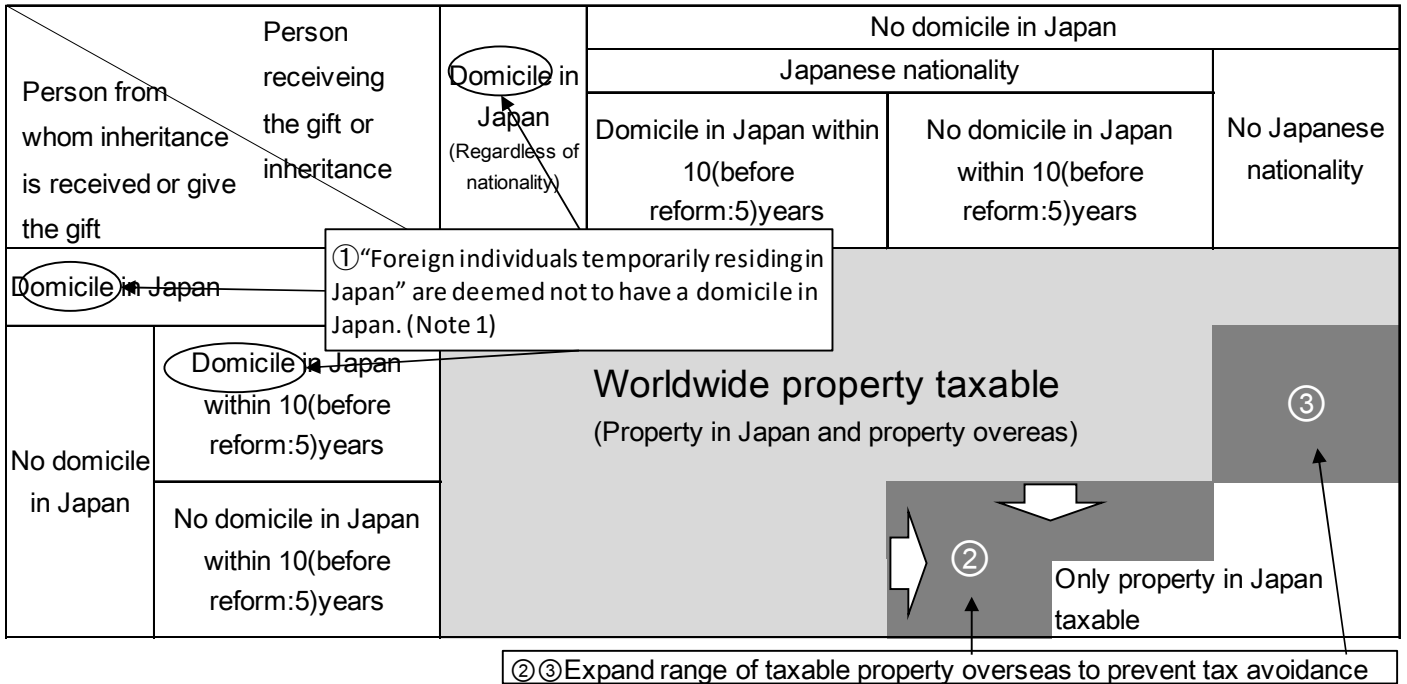 Person
receiveing
the gift or
inheritance
Person from
whom inheritance
is received or give
the gift
Domicile in
Japan
(Regardless of
nationality)
No domicile in Japan
Japanese nationality
Domicile in Japan within
10(before
reform:5)years
No domicile in Japan
within 10(before
reform:5)years
No Japanese
nationality
①“Foreign individuals temporarily residing in
Japan” are deemed not to have a domicile in
Japan. (Note 1)
Domicile in Japan
No domicile
in Japan
Domicile in Japan
within 10(before
reform:5)years
No domicile in Japan
within 10(before
reform:5)years
Worldwide property taxable
(Property in Japan and property overeas)
③
②
Only property in Japan
taxable
②③Expand range of taxable property overseas to prevent tax avoidance